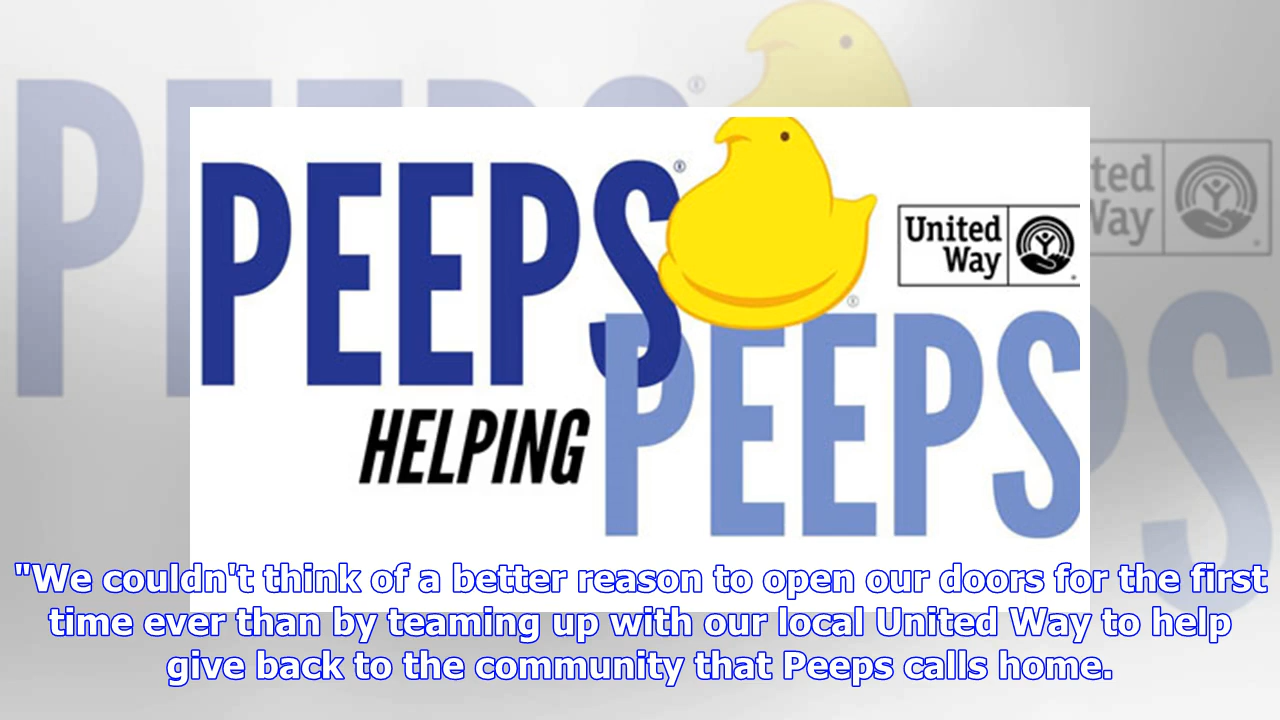 PEEPS®
United
Way
HELPING
PEEPS®
"We couldn't think of a better reason to open our doors for the first
time ever than by teaming up with our local United Way to help
give back to the community that Peeps calls home.